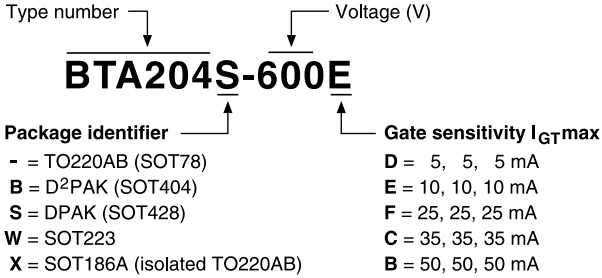 Type number
Voltage (V)
BTA204S-600E
Package identifier
- = TO220AB (SOT78)
B = D²PAK (SOT404)
S = DPAK (SOT428)
W = SOT223
X = SOT186A (isolated TO220AB)
Gate sensitivity I_GT max
D = 5, 5, 5 mA
E = 10, 10, 10 mA
F = 25, 25, 25 mA
C = 35, 35, 35 mA
B = 50, 50, 50 mA